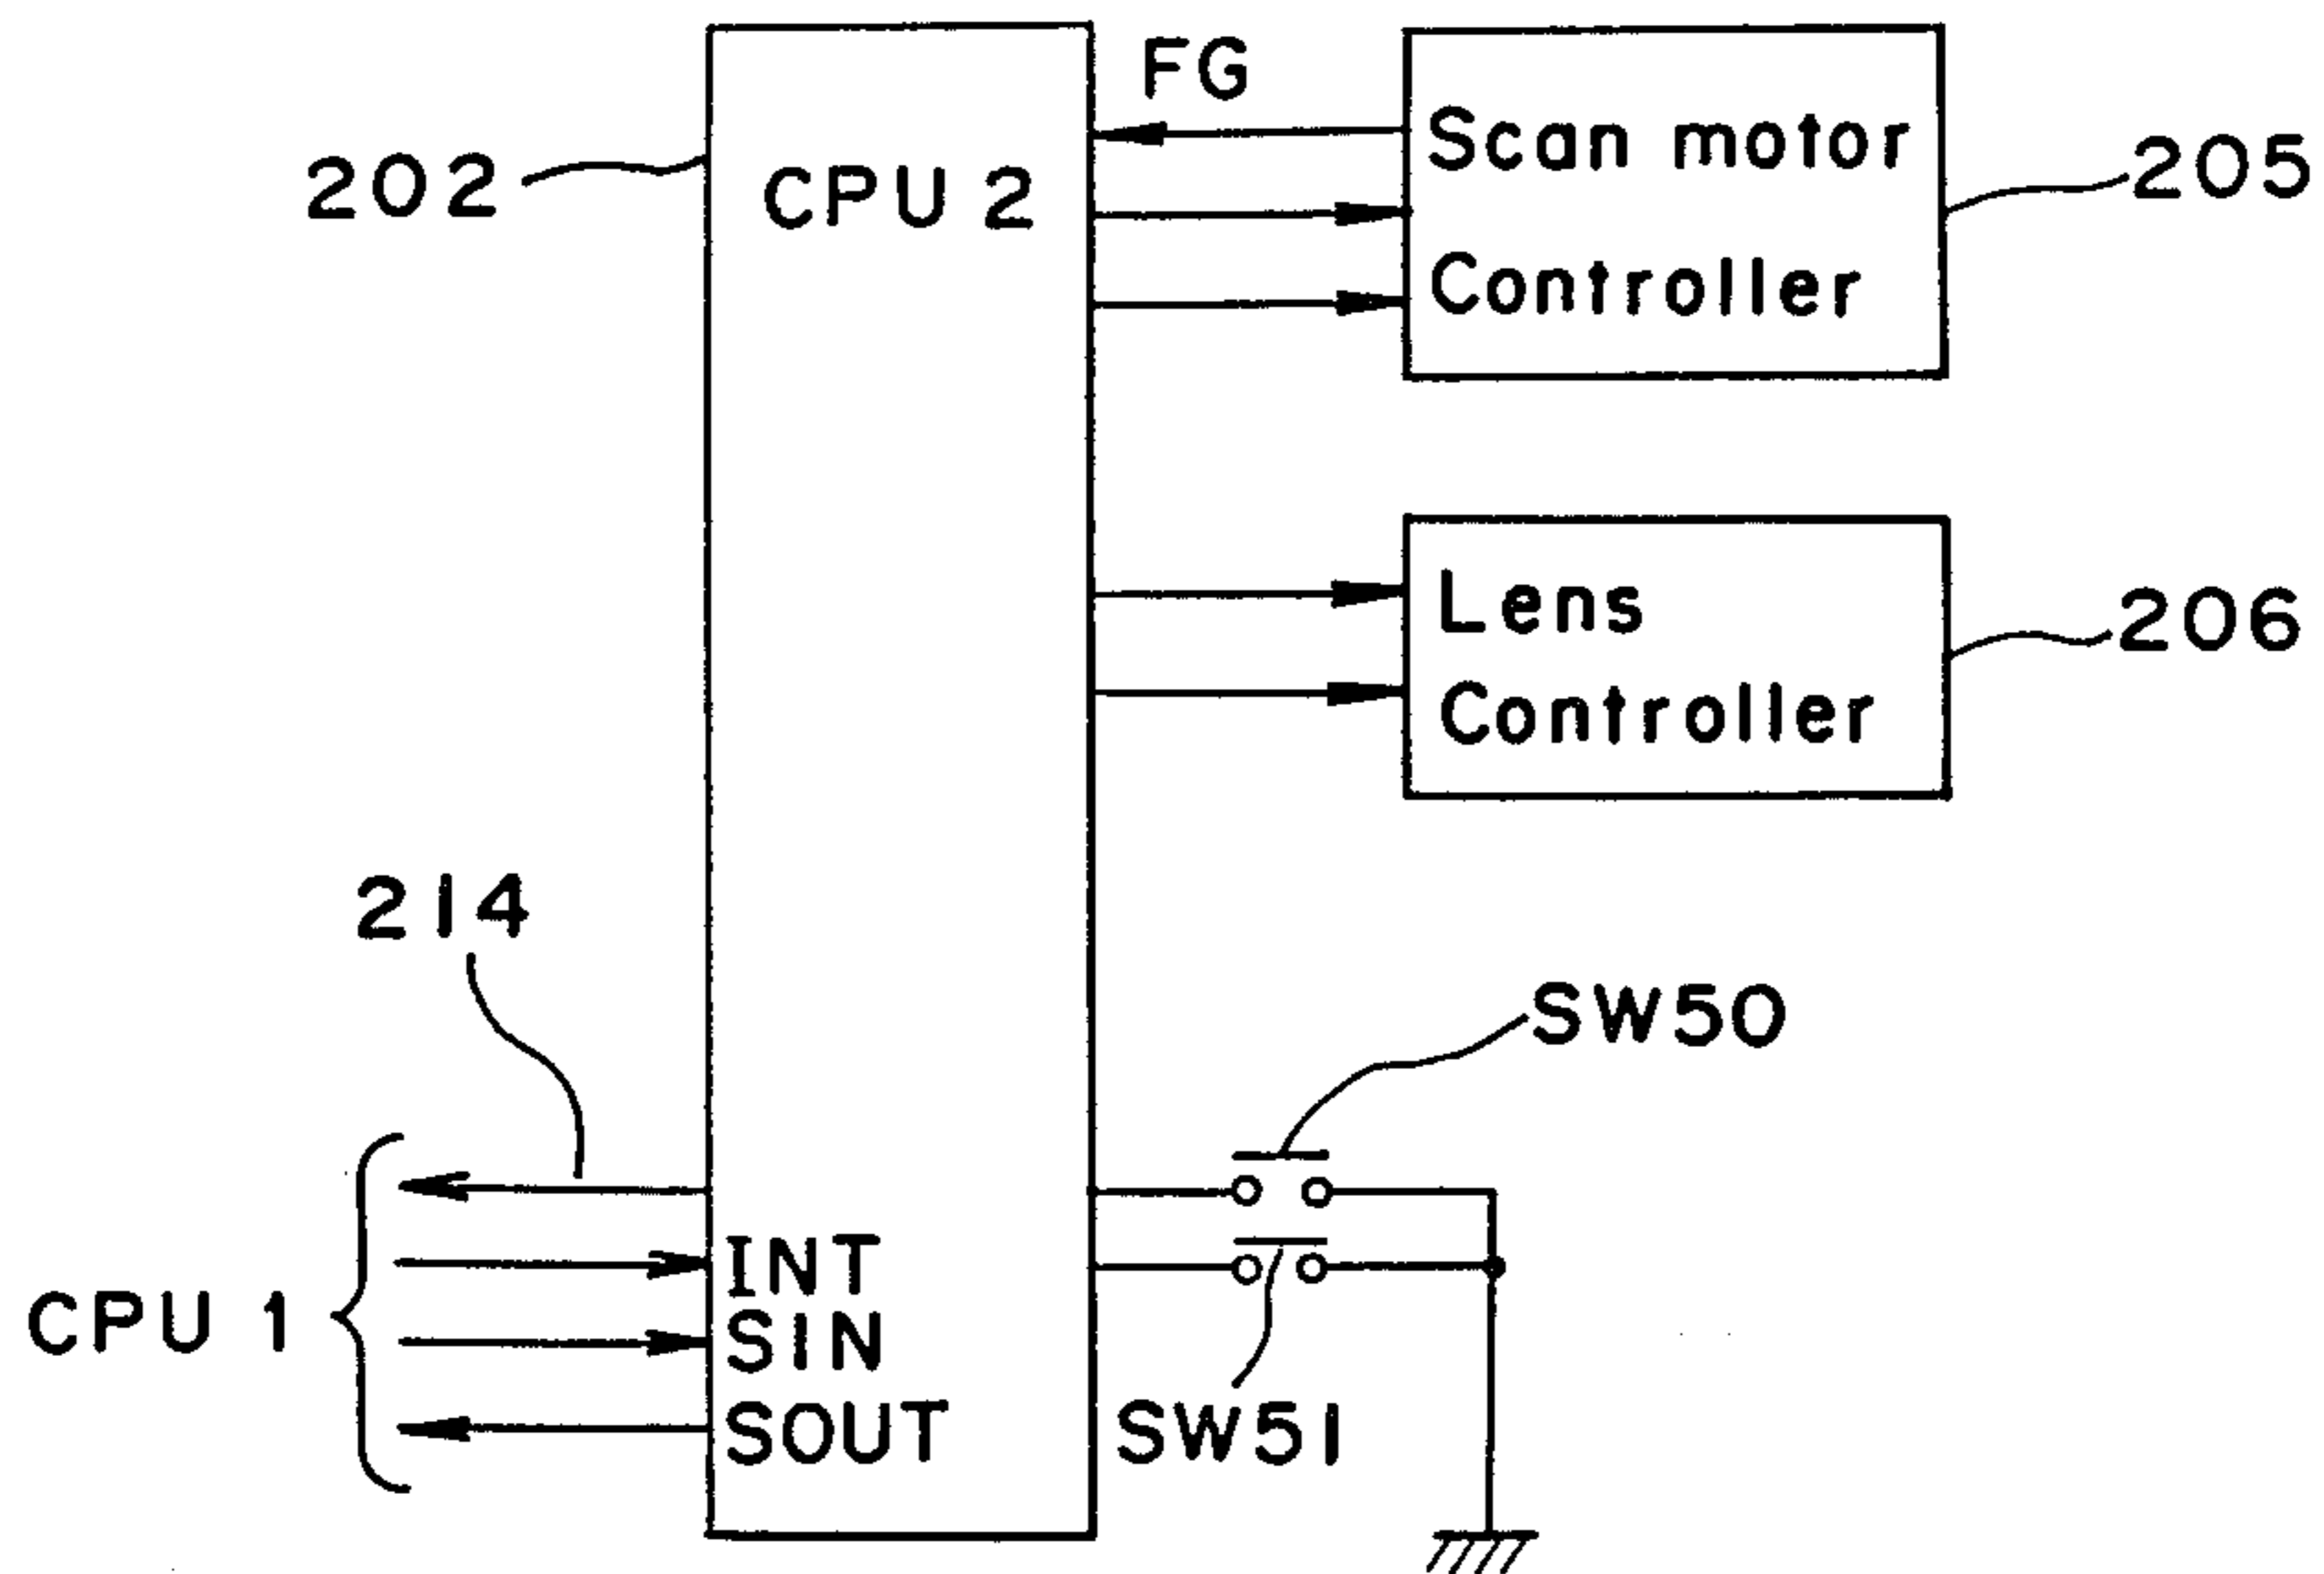 FG
202
CPU 2
Scan motor
Controller
205
Lens
Controller
206
214
SW50
CPU 1
INT
SIN
SOUT
SW51